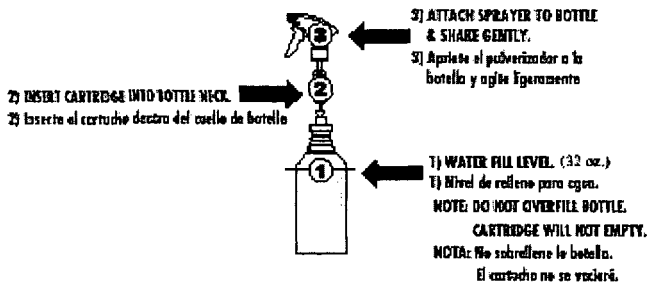 3) ATTACH SPRAYER TO BOTTLE
& SHAKE GENTLY.
3) Apriete el pulverizador a la
botella y agite ligeramente
3
2) INSERT CARTRIDGE INTO BOTTLE NECK.
2) Inserte el cartucho dentro del cuello de botella
2
1
1) WATER FILL LEVEL. (32 oz.)
1) Nivel de relleno para agua.
NOTE: DO NOT OVERFILL BOTTLE.
CARTRIDGE WILL NOT EMPTY.
NOTA: No sobrellene la botella.
El cartucho no se vaciará.